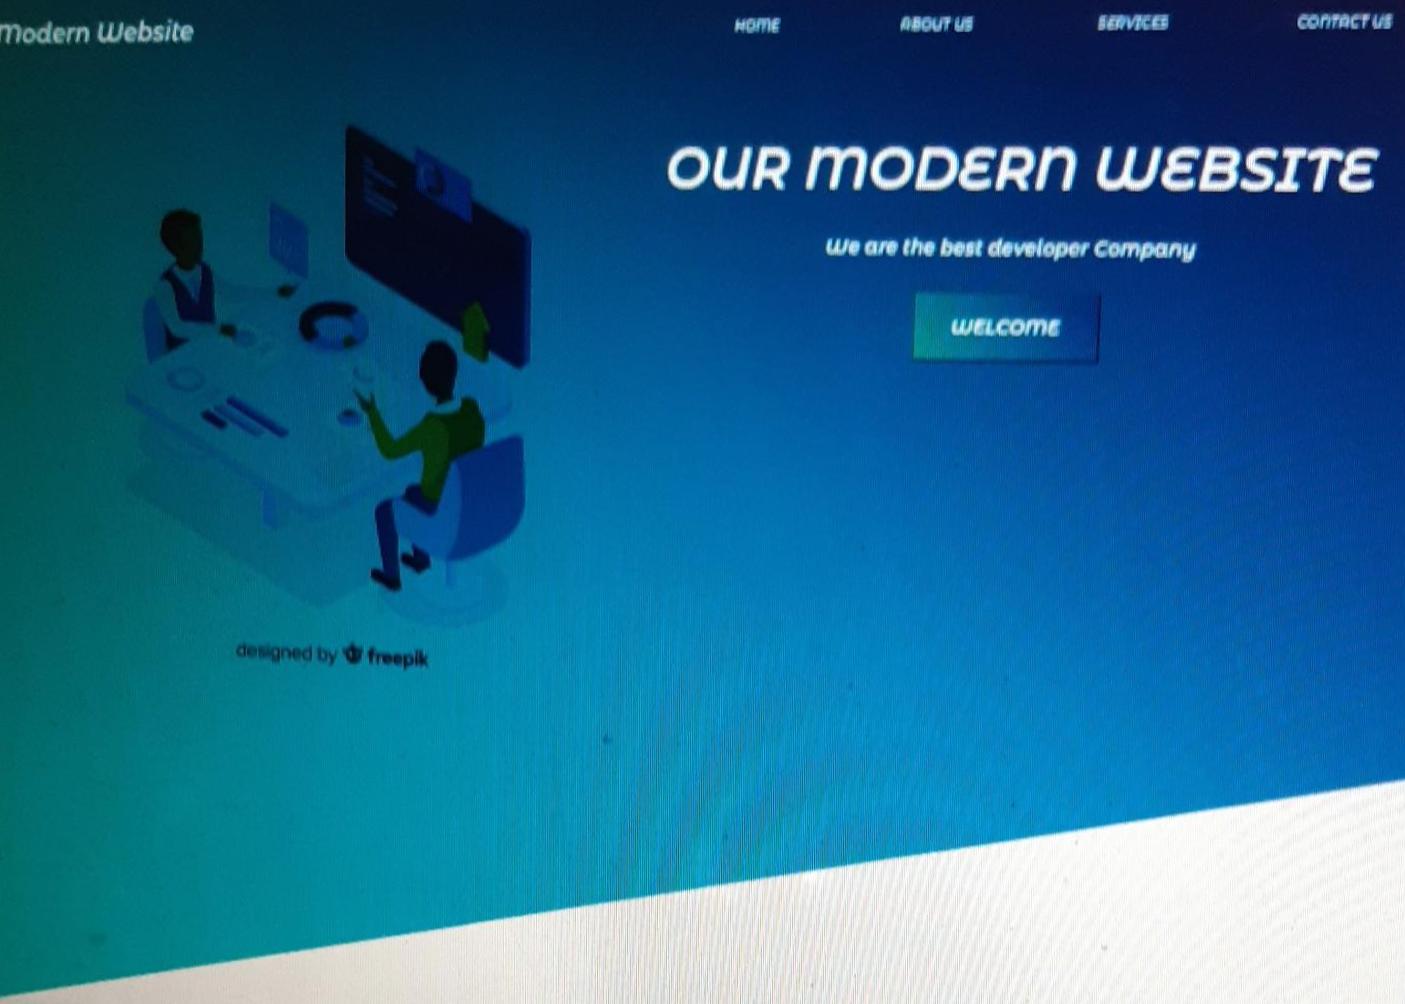 Modern Website
HOME ABOUT US SERVICES CONTACT US
OUR MODERN WEBSITE
We are the best developer Company
WELCOME
designed by freepik